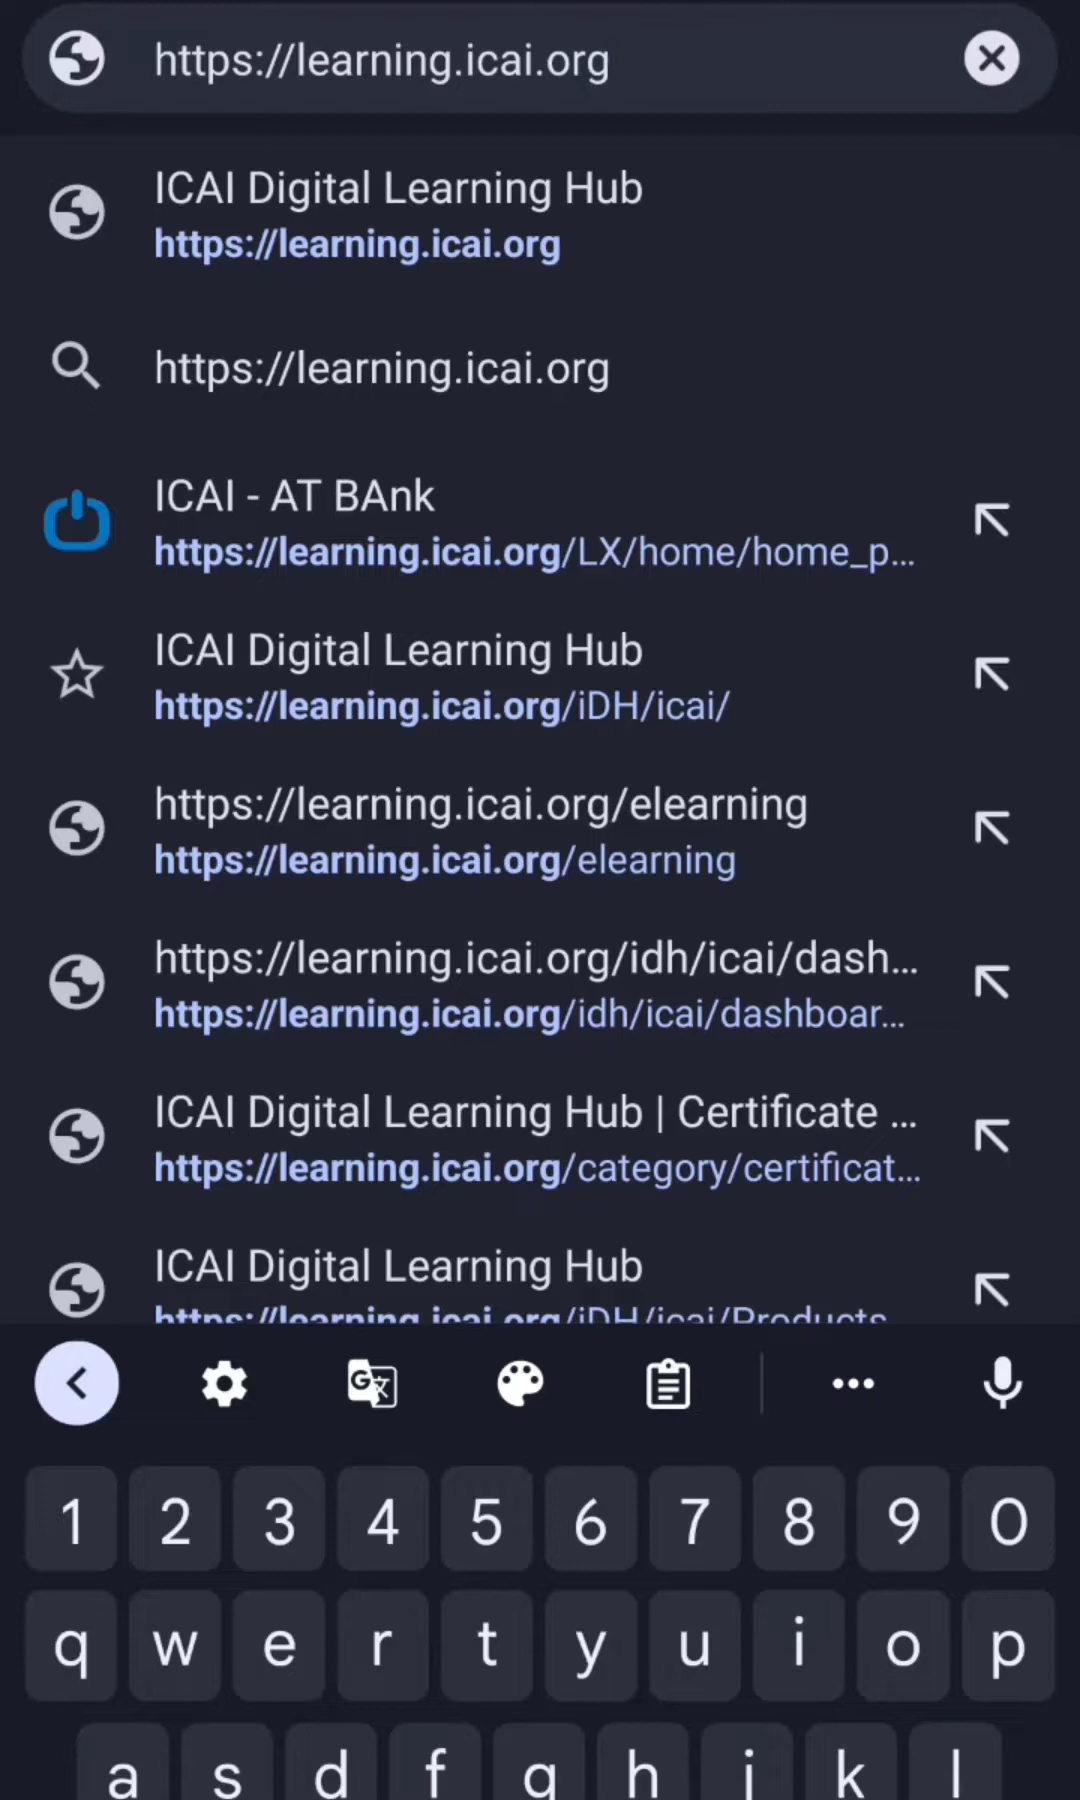 https://learning.icai.org
ICAI Digital Learning Hub
https://learning.icai.org
https://learning.icai.org
ICAI - AT BAnk
https://learning.icai.org/LX/home/home_p...
ICAI Digital Learning Hub
https://learning.icai.org/iDH/icai/
https://learning.icai.org/elearning
https://learning.icai.org/elearning
https://learning.icai.org/idh/icai/dash...
https://learning.icai.org/idh/icai/dashboar...
ICAI Digital Learning Hub | Certificate ...
https://learning.icai.org/category/certificat...
ICAI Digital Learning Hub
https://learning.icai.org/iDH/icai/Products
G文
1 2 3 4 5 6 7 8 9 0
q w e r t y u i o p
a s d f g h j k l